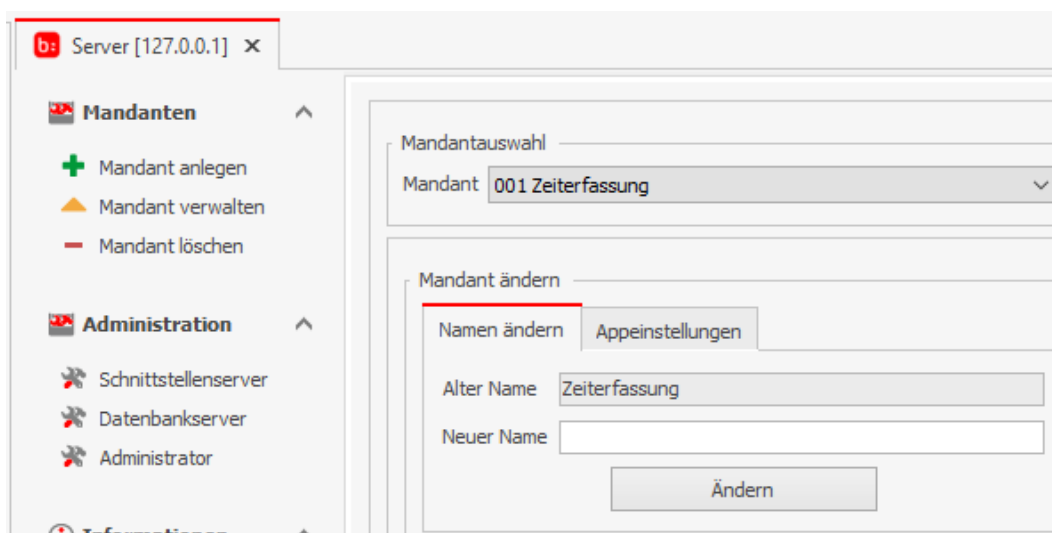 b: Server [127.0.0.1] ×
Mandanten
Mandant anlegen
Mandant verwalten
Mandant löschen
Administration
Schnittstellenserver
Datenbankserver
Administrator
Informationen
Mandantauswahl
Mandant 001 Zeiterfassung
Mandant ändern
Namen ändern Appeinstellungen
Alter Name Zeiterfassung
Neuer Name
Ändern